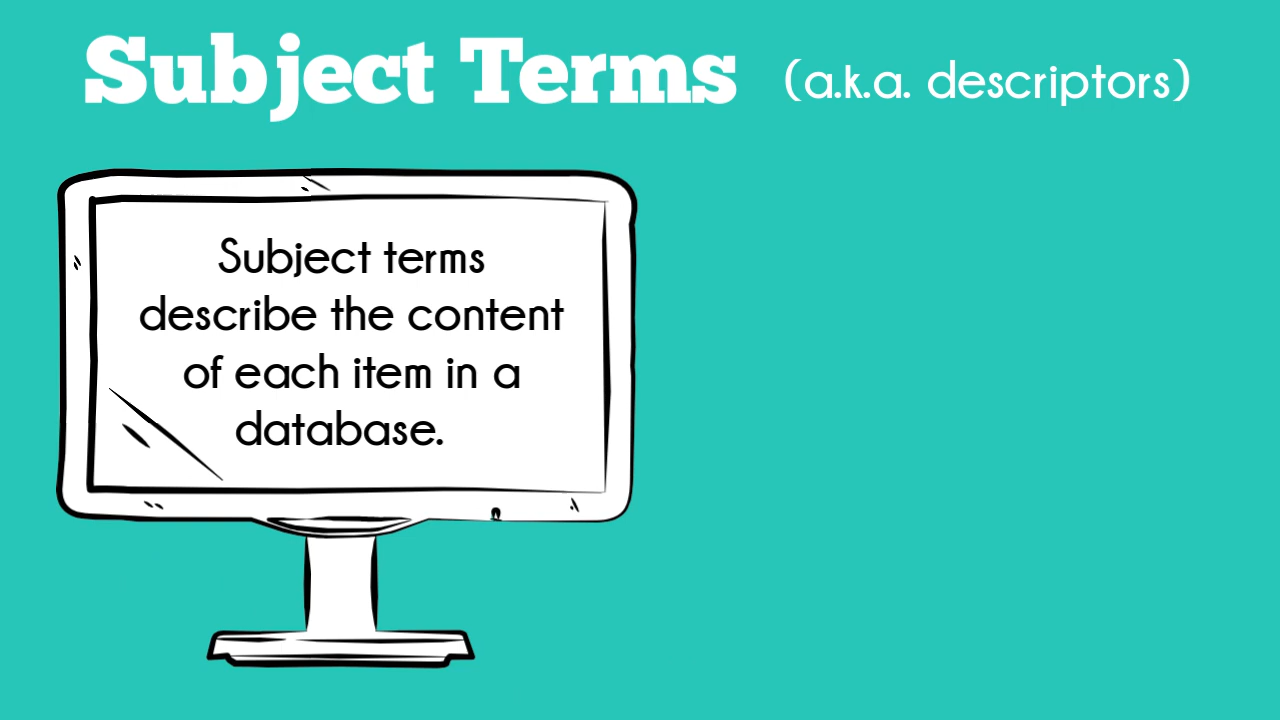 Subject Terms (a.k.a. descriptors)
Subject terms
describe the content
of each item in a
database.